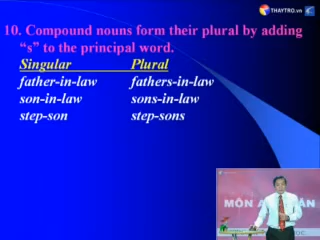 THAYTRO.VN
10. Compound nouns form their plural by adding
“s” to the principal word.
Singular Plural
father-in-law fathers-in-law
son-in-law sons-in-law
step-son step-sons
MÔN